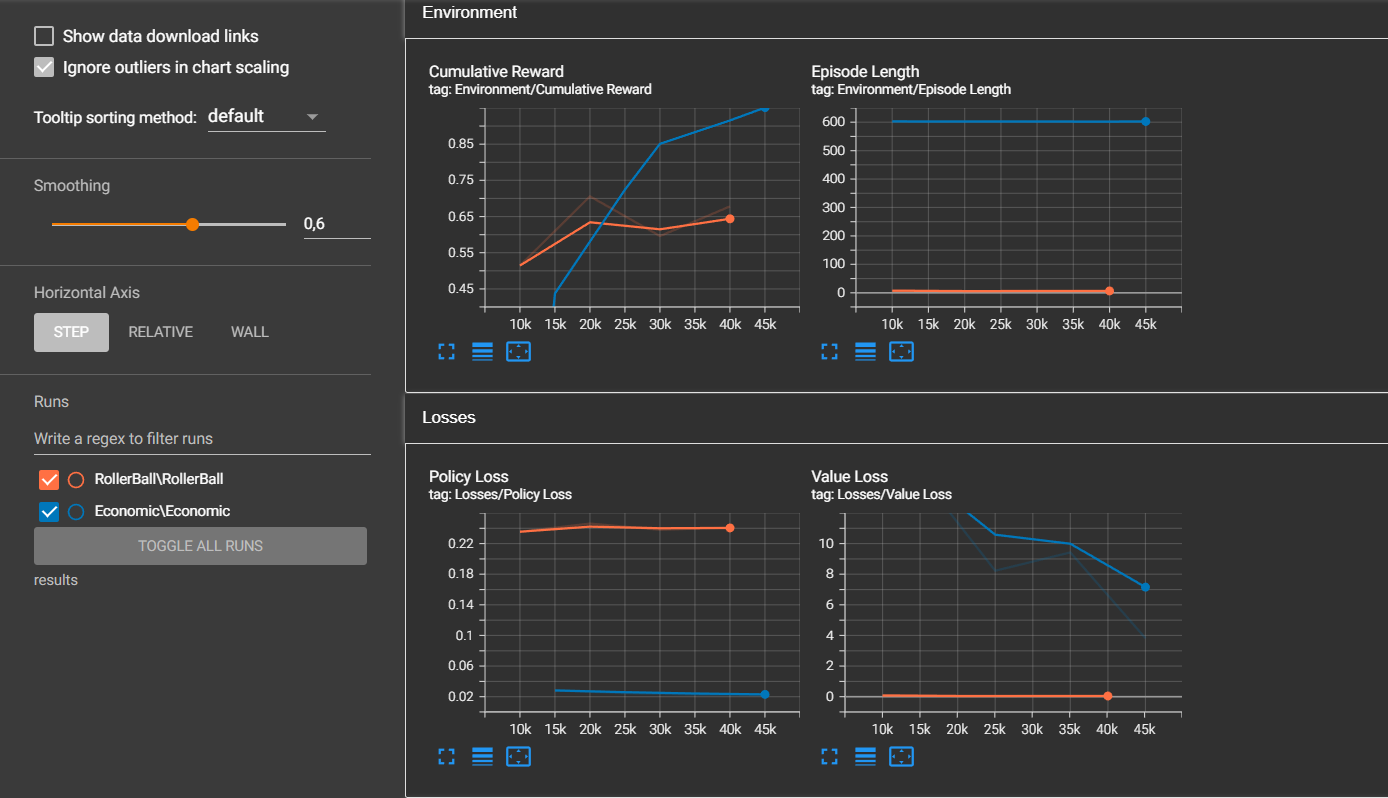 Show data download links
Ignore outliers in chart scaling
Tooltip sorting method: default
Smoothing
0,6
Horizontal Axis
STEP RELATIVE WALL
Runs
Write a regex to filter runs
RollerBall\RollerBall
Economic\Economic
TOGGLE ALL RUNS
results
Environment
Cumulative Reward
tag: Environment/Cumulative Reward
0.85
0.75
0.65
0.55
0.45
10k 15k 20k 25k 30k 35k 40k 45k
Episode Length
tag: Environment/Episode Length
600
500
400
300
200
100
0
10k 15k 20k 25k 30k 35k 40k 45k
Losses
Policy Loss
tag: Losses/Policy Loss
0.22
0.18
0.14
0.1
0.06
0.02
10k 15k 20k 25k 30k 35k 40k 45k
Value Loss
tag: Losses/Value Loss
10
8
6
4
2
0
10k 15k 20k 25k 30k 35k 40k 45k